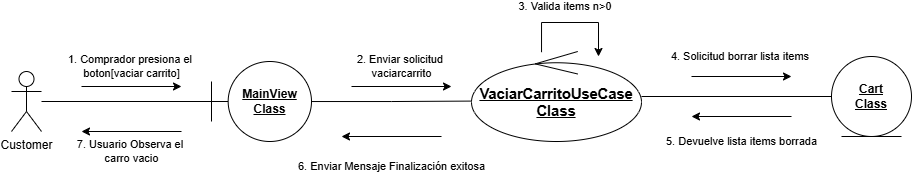 3. Valida items n>0
1. Comprador presiona el
boton[vaciar carrito]
2. Enviar solicitud
vaciarcarrito
4. Solicitud borrar lista items
MainView
Class
VaciarCarritoUseCase
Class
Cart
Class
Customer
7. Usuario Observa el
carro vacio
6. Enviar Mensaje Finalización exitosa
5. Devuelve lista items borrada